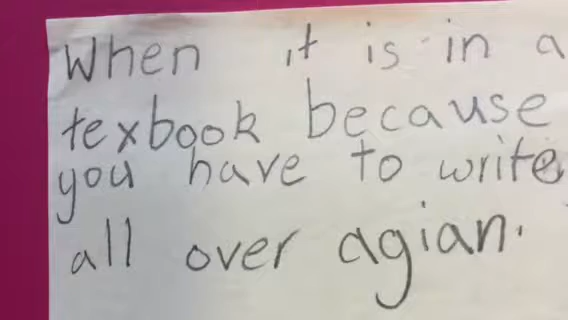 When it is in a
texbook because
you have to write
all over agian.